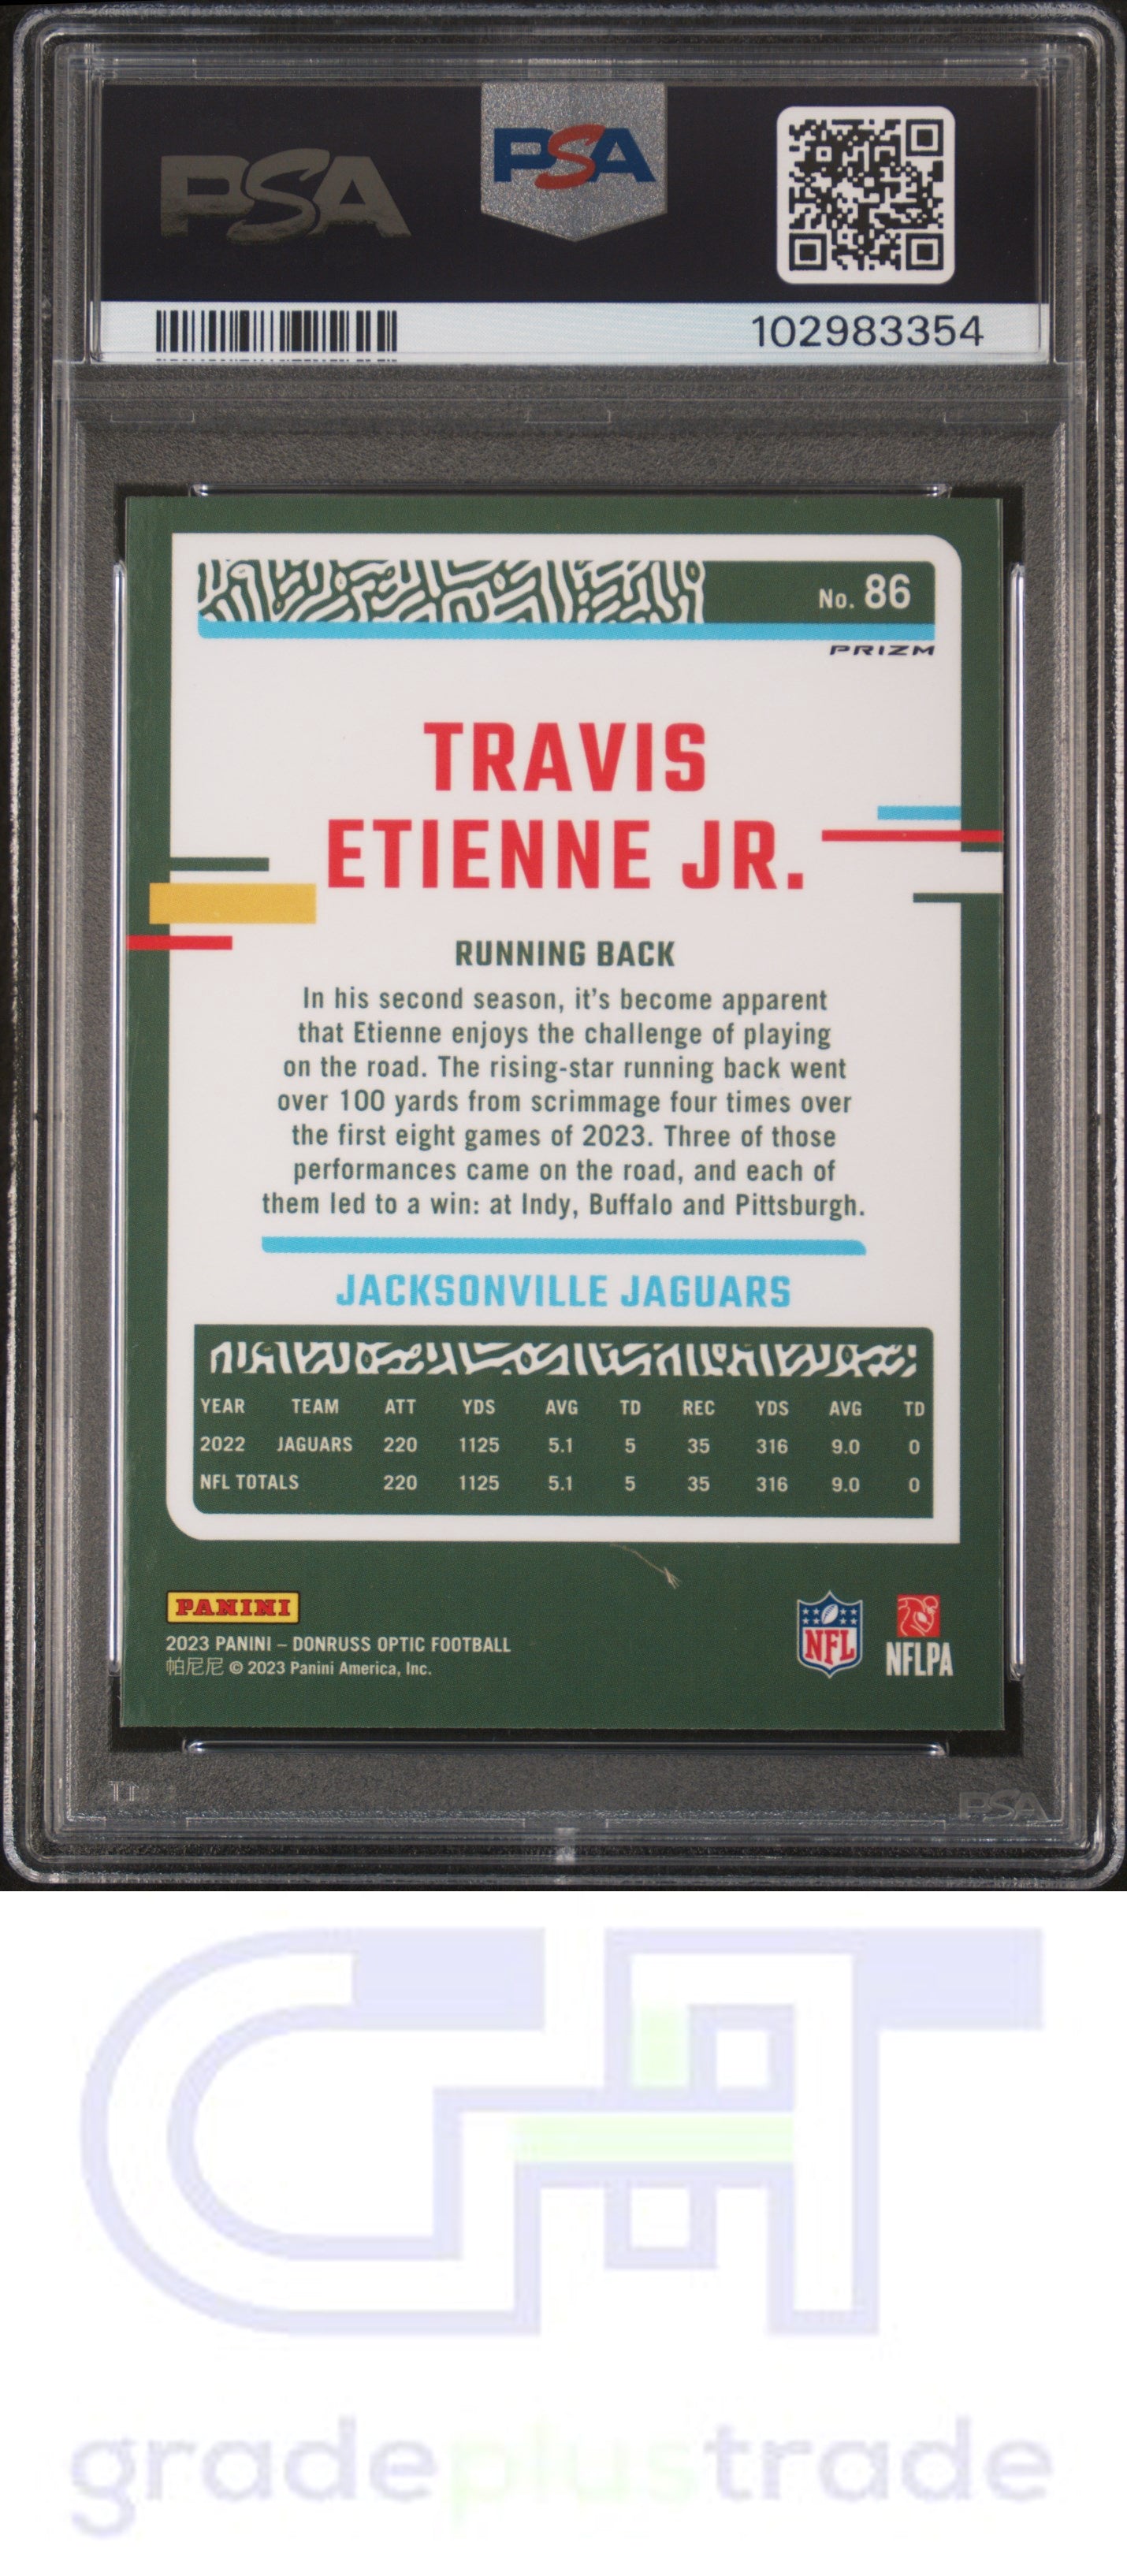 PSA
PSA
102983354
No. 86
PRIZM
TRAVIS
ETIENNE JR.
RUNNING BACK
In his second season, it's become apparent
that Etienne enjoys the challenge of playing
on the road. The rising-star running back went
over 100 yards from scrimmage four times over
the first eight games of 2023. Three of those
performances came on the road, and each of
them led to a win: at Indy, Buffalo and Pittsburgh.
JACKSONVILLE JAGUARS
YEAR TEAM ATT YDS AVG TD REC YDS AVG TD
2022 JAGUARS 220 1125 5.1 5 35 316 9.0 0
NFL TOTALS 220 1125 5.1 5 35 316 9.0 0
PANINI
2023 PANINI – DONRUSS OPTIC FOOTBALL
帕尼尼 © 2023 Panini America, Inc.
NFL
NFLPA
PSA
gradeplustrade